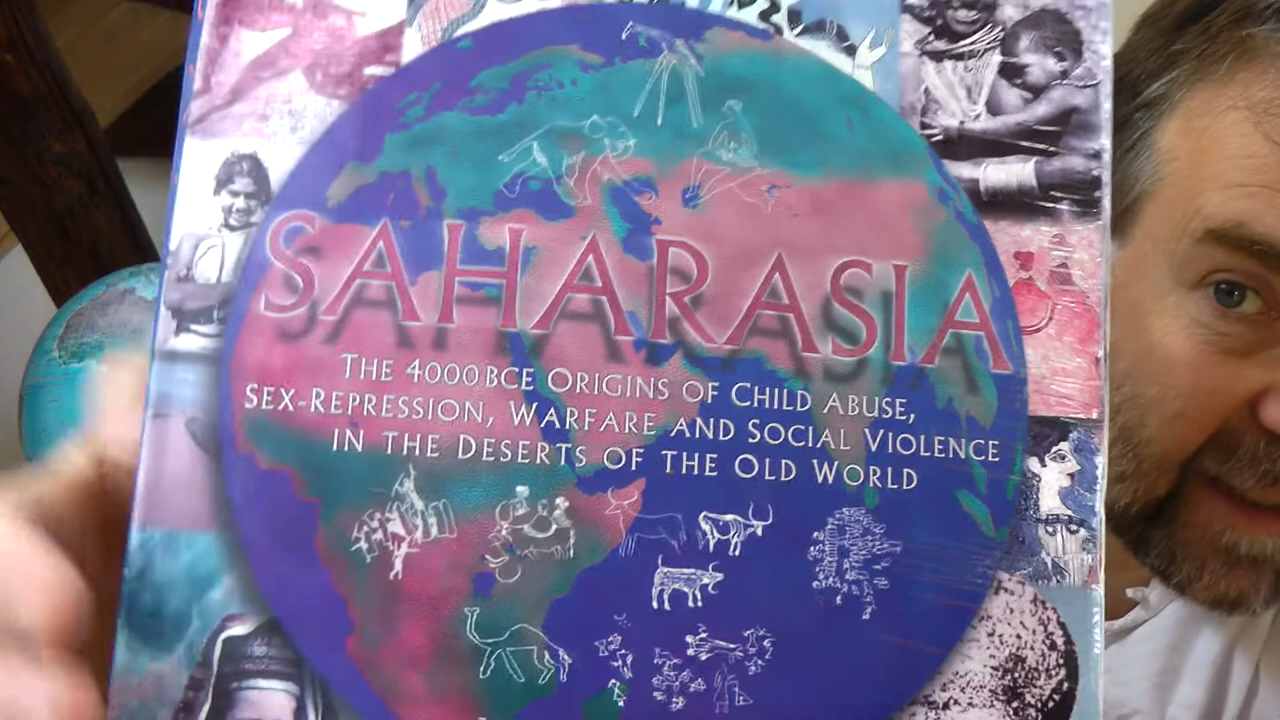 SAHARASIA
THE 4000BCE ORIGINS OF CHILD ABUSE,
SEX-REPRESSION, WARFARE AND SOCIAL VIOLENCE
IN THE DESERTS OF THE OLD WORLD